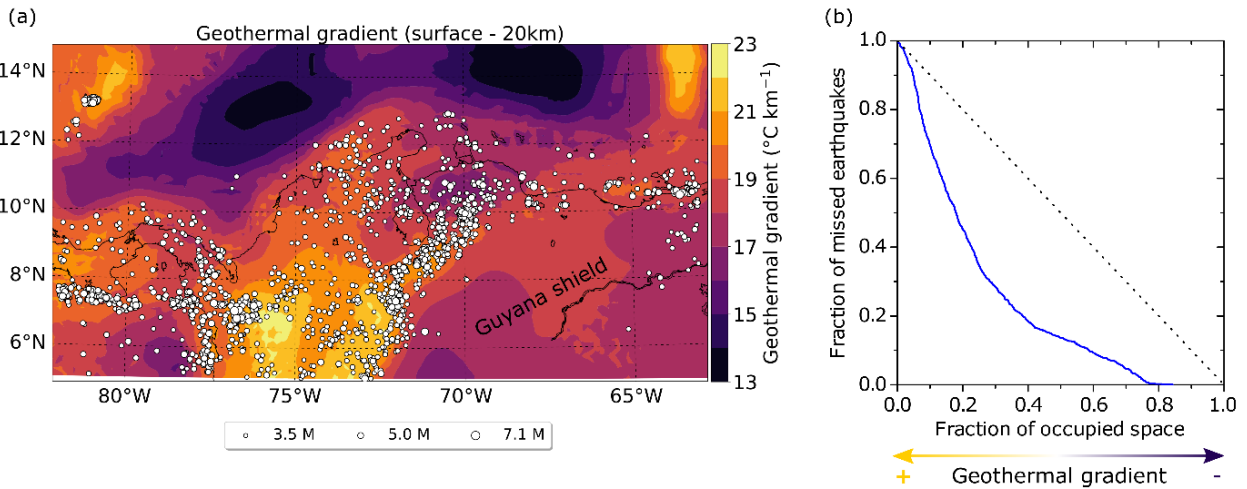 (a)
Geothermal gradient (surface - 20km)
14°N
12°N
10°N
8°N
6°N
80°W
75°W
70°W
65°W
Guyana shield
23
21
19
17
15
13
Geothermal gradient (°C km⁻¹)
3.5 M 5.0 M 7.1 M
(b)
Fraction of missed earthquakes
1.0
0.8
0.6
0.4
0.2
0.0
0.0 0.2 0.4 0.6 0.8 1.0
Fraction of occupied space
+ Geothermal gradient -